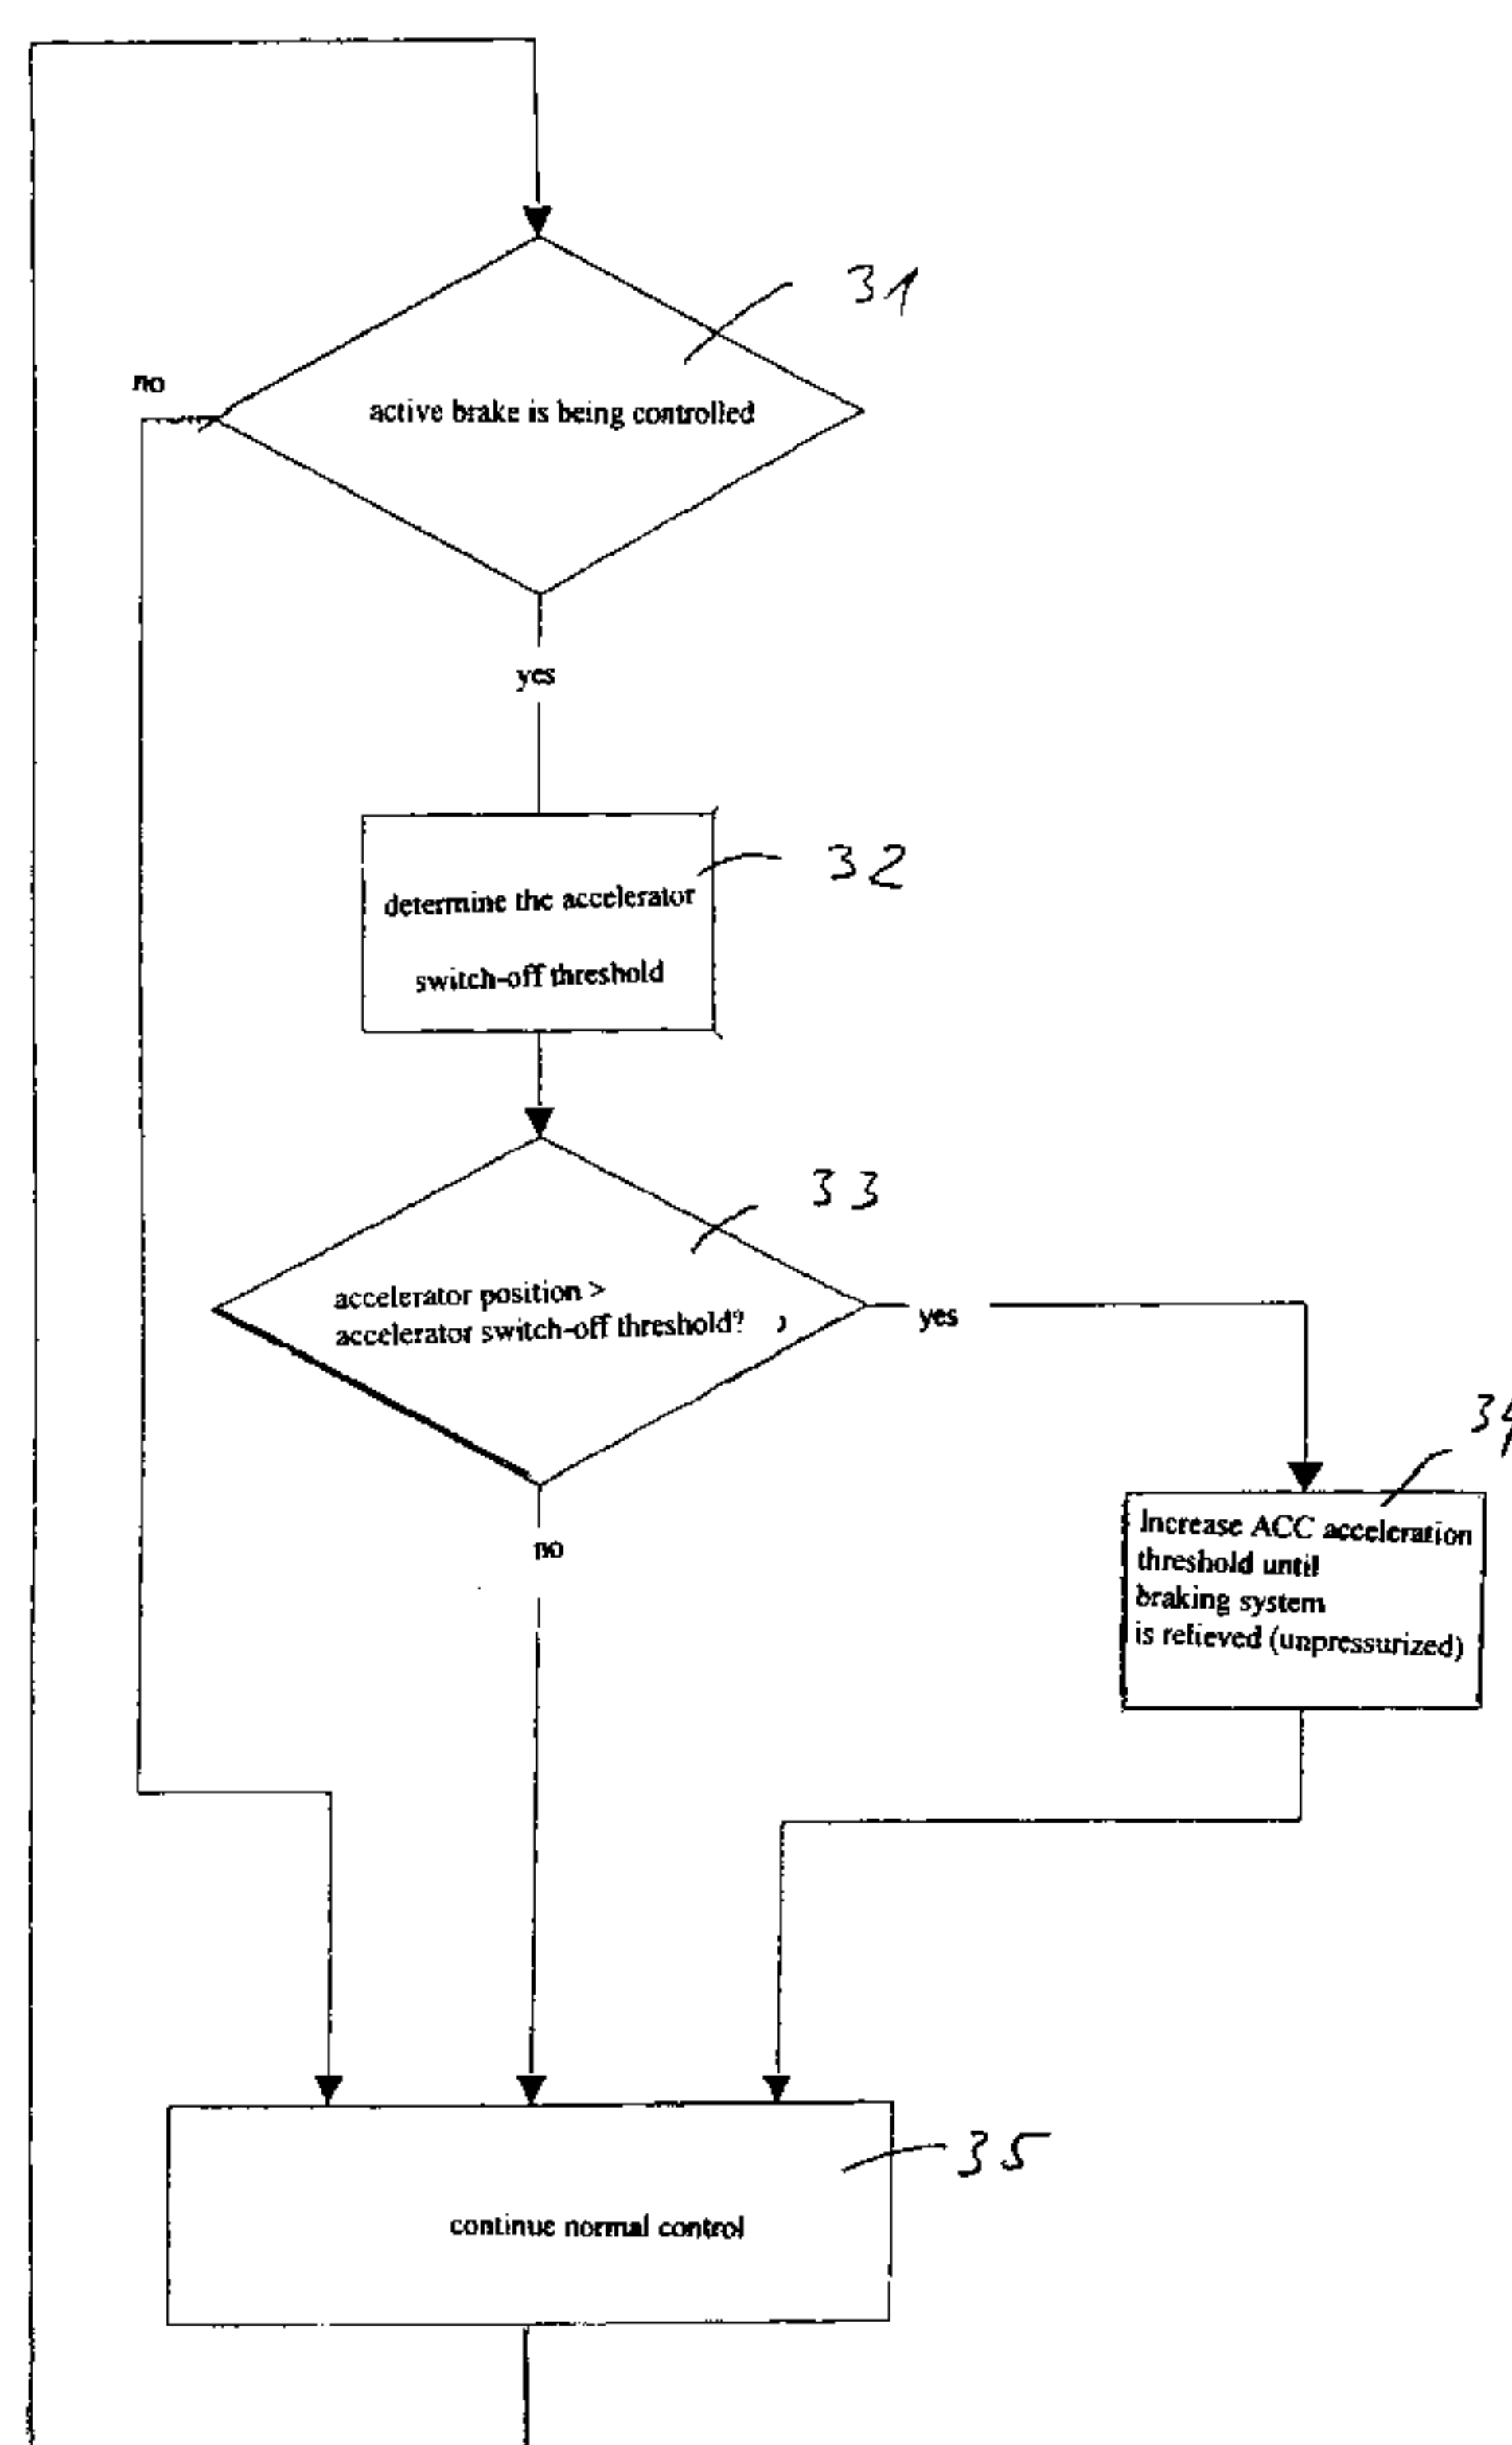 31
no
active brake is being controlled
yes
32
determine the accelerator
switch-off threshold
33
accelerator position >
accelerator switch-off threshold?
yes
34
no
Increase ACC acceleration
threshold until
braking system
is relieved (unpressurized)
35
continue normal control